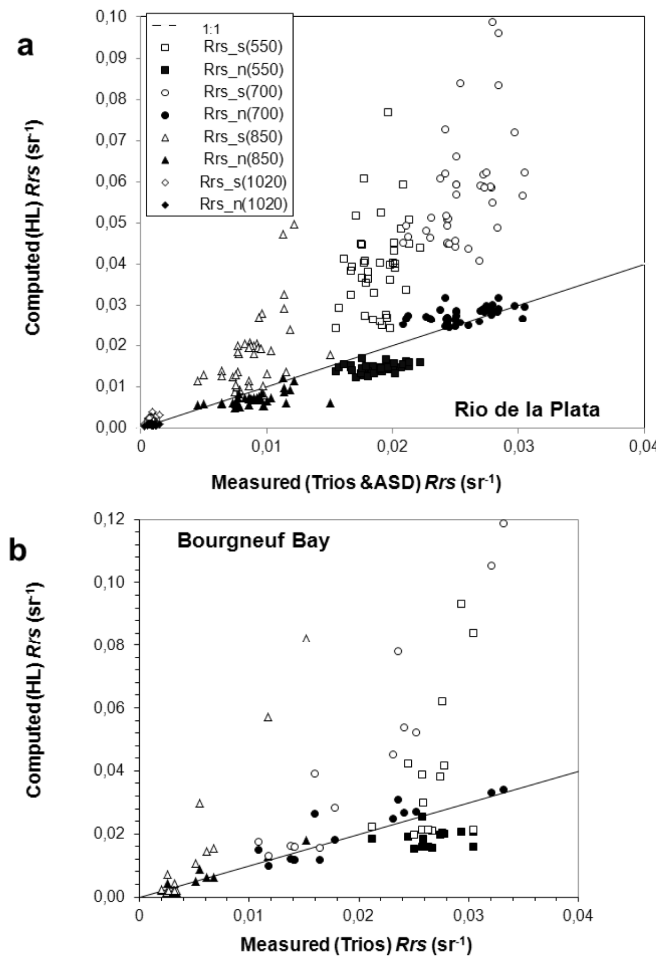 a
0,10
0,09
0,08
0,07
0,06
0,05
0,04
0,03
0,02
0,01
0,00
Computed (HL) Rrs (sr-1)
1:1
Rrs_s(550)
Rrs_n(550)
Rrs_s(700)
Rrs_n(700)
Rrs_s(850)
Rrs_n(850)
Rrs_s(1020)
Rrs_n(1020)
Rio de la Plata
0 0,01 0,02 0,03 0,04
Measured (Trios &ASD) Rrs (sr-1)
b
0,12
0,10
0,08
0,06
0,04
0,02
0,00
Computed (HL) Rrs (sr-1)
Bourgneuf Bay
0 0,01 0,02 0,03 0,04
Measured (Trios) Rrs (sr-1)